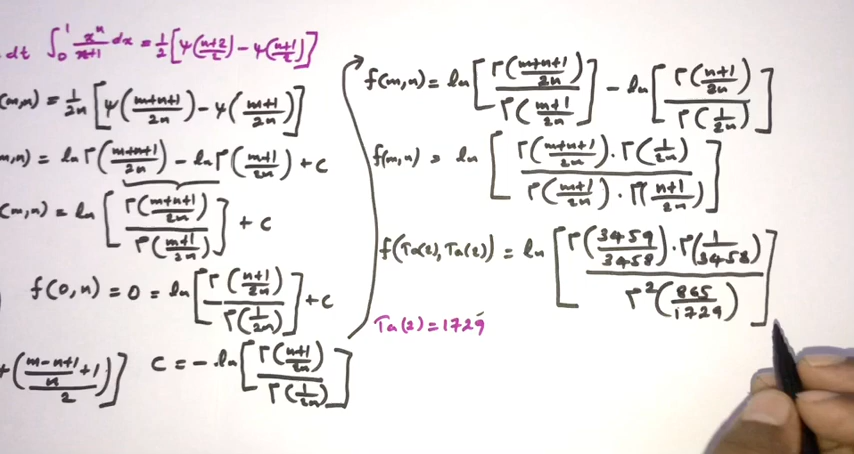 . dt ∫₀¹ xⁿ/(x+1) dx = 1/2 [ψ((n+2)/2) - ψ((n+1)/2)]
(m,n) = 1/2n [ψ((m+n+1)/2n) - ψ((m+1)/2n)]
m,n) = ln Γ((m+n+1)/2n) - ln Γ((m+1)/2n) + c
(m,n) = ln [Γ((m+n+1)/2n) / Γ((m+1)/2n)] + c
f(0,n) = 0 = ln [Γ((n+1)/2n) / Γ(1/2n)] + c
((m-n+1)/n + 1)/2)] c = - ln [Γ((n+1)/2n) / Γ(1/2n)]
f(m,n) = ln [Γ((m+n+1)/2n) / Γ((m+1)/2n)] - ln [Γ((n+1)/2n) / Γ(1/2n)]
f(m,n) = ln [Γ((m+n+1)/2n) · Γ(1/2n) / Γ((m+1)/2n) · Γ((n+1)/2n)]
f(Ta(2), Ta(2)) = ln [Γ(3459/3458) · Γ(1/3458) / Γ²(865/1729)]
Ta(2) = 1729